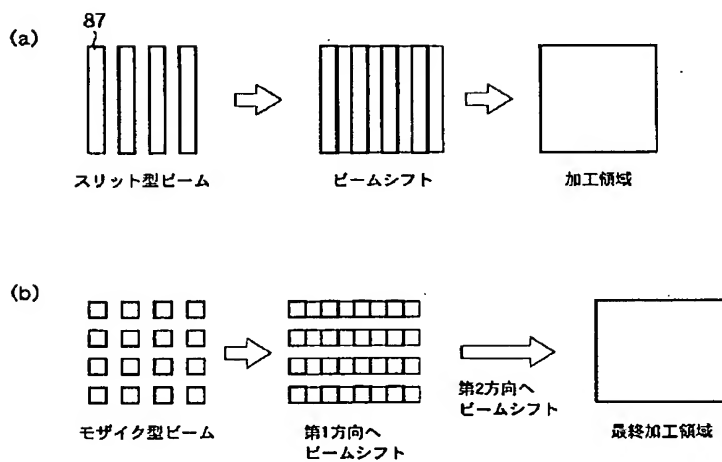 (a)
87
スリット型ビーム
ビームシフト
加工領域
(b)
モザイク型ビーム
第1方向へ
ビームシフト
第2方向へ
ビームシフト
最終加工領域